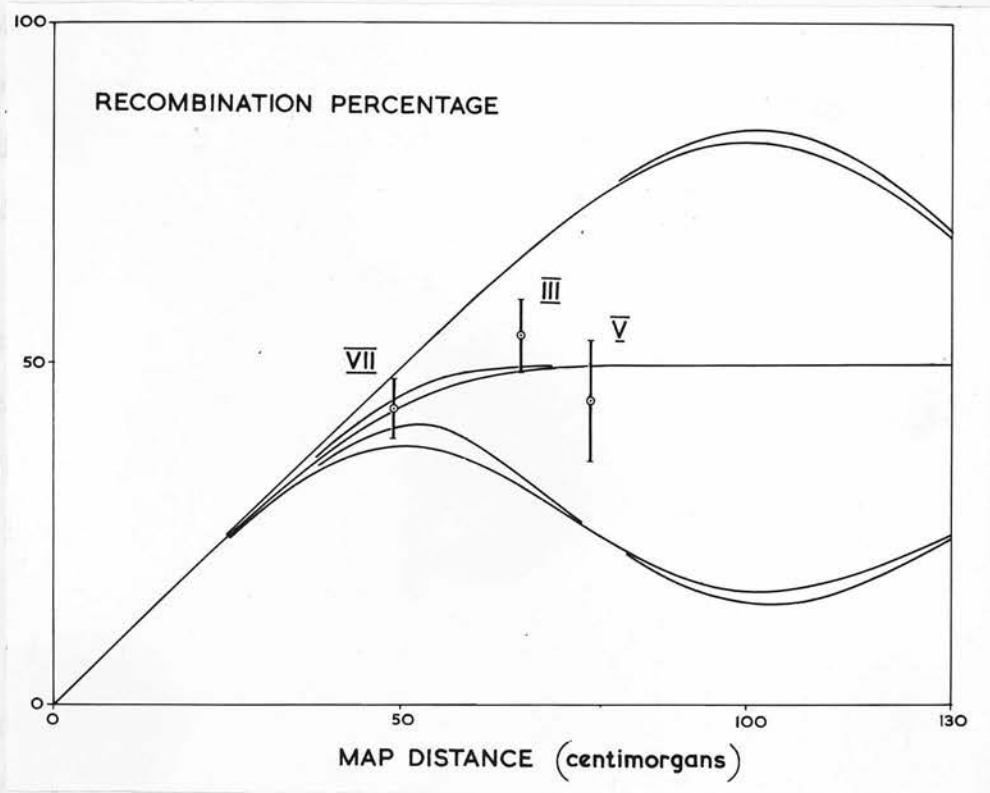 100
RECOMBINATION PERCENTAGE
III
V
VII
50
0
0 50 100 130
MAP DISTANCE (centimorgans)